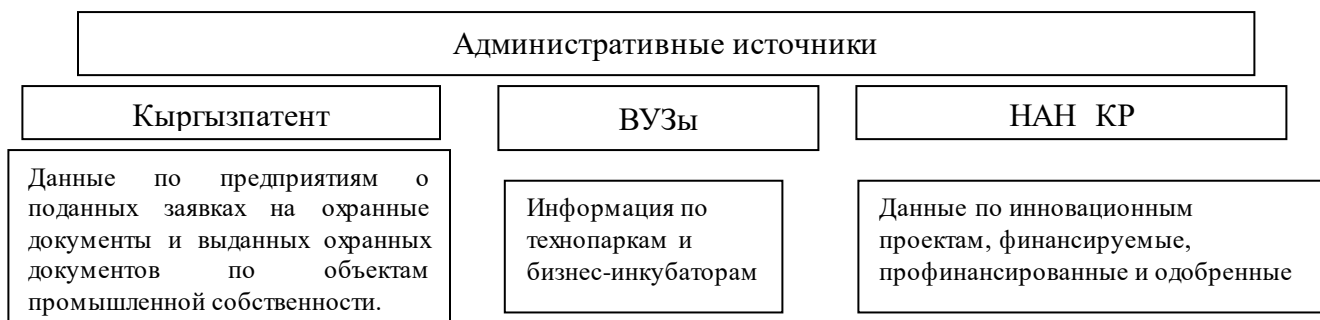 Административные источники
Кыргызпатент
ВУЗы
НАН КР
Данные по предприятиям о
поданных заявках на охранные
документы и выданных охранных
документов по объектам
промышленной собственности.
Информация по
технопаркам и
бизнес-инкубаторам
Данные по инновационным
проектам, финансируемые,
профинансированные и одобренные